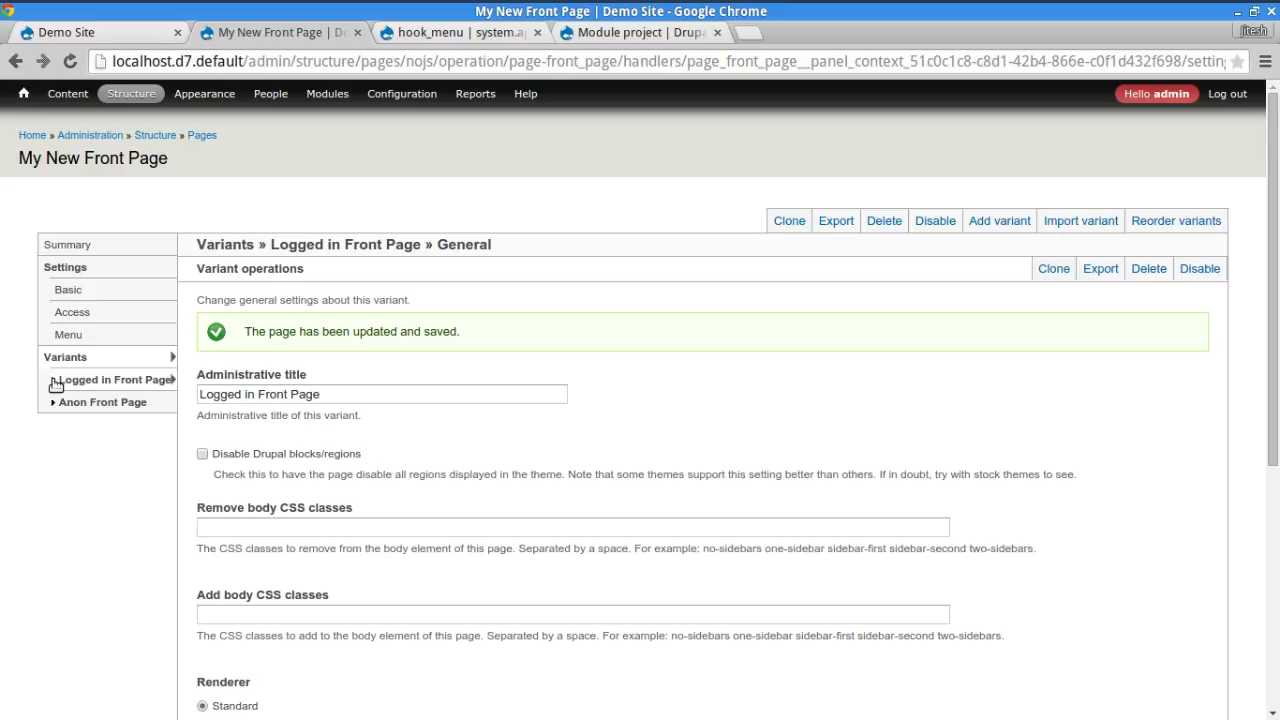 My New Front Page | Demo Site - Google Chrome
Demo Site
My New Front Page | D
hook_menu | system.a
Module project | Drupa
jitesh
localhost.d7.default/admin/structure/pages/nojs/operation/page-front_page/handlers/page_front_page__panel_context_51c0c1c8-c8d1-42b4-866e-c0f1d432f698/settin
Content Structure Appearance People Modules Configuration Reports Help Hello admin Log out
Home » Administration » Structure » Pages
My New Front Page
Clone Export Delete Disable Add variant Import variant Reorder variants
Summary
Settings
Basic
Access
Menu
Variants
Logged in Front Page
Anon Front Page
Variants » Logged in Front Page » General
Variant operations
Clone Export Delete Disable
Change general settings about this variant.
The page has been updated and saved.
Administrative title
Logged in Front Page
Administrative title of this variant.
Disable Drupal blocks/regions
Check this to have the page disable all regions displayed in the theme. Note that some themes support this setting better than others. If in doubt, try with stock themes to see.
Remove body CSS classes
The CSS classes to remove from the body element of this page. Separated by a space. For example: no-sidebars one-sidebar sidebar-first sidebar-second two-sidebars.
Add body CSS classes
The CSS classes to add to the body element of this page. Separated by a space. For example: no-sidebars one-sidebar sidebar-first sidebar-second two-sidebars.
Renderer
Standard